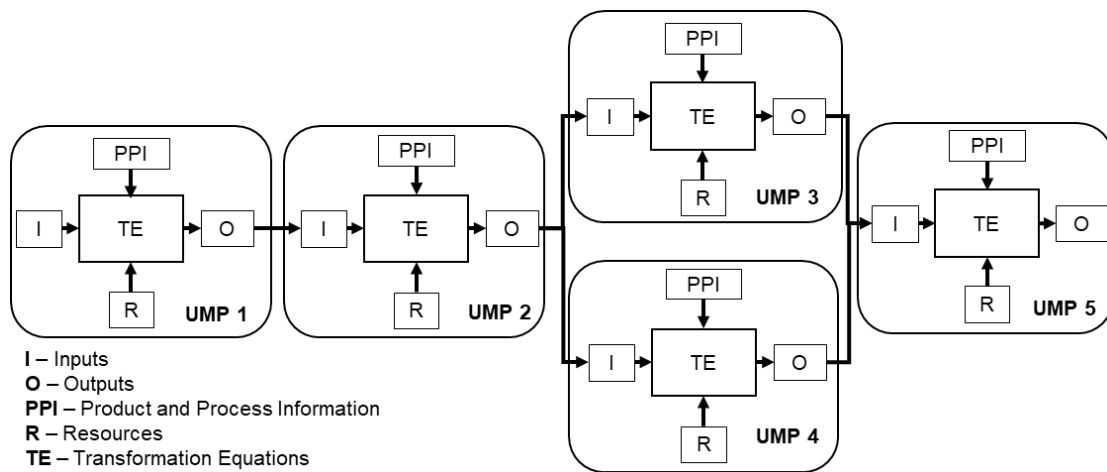 PPI
I
TE
O
R
UMP 1
PPI
I
TE
O
R
UMP 2
PPI
I
TE
O
R
UMP 3
PPI
I
TE
O
R
UMP 4
PPI
I
TE
O
R
UMP 5
I – Inputs
O – Outputs
PPI – Product and Process Information
R – Resources
TE – Transformation Equations